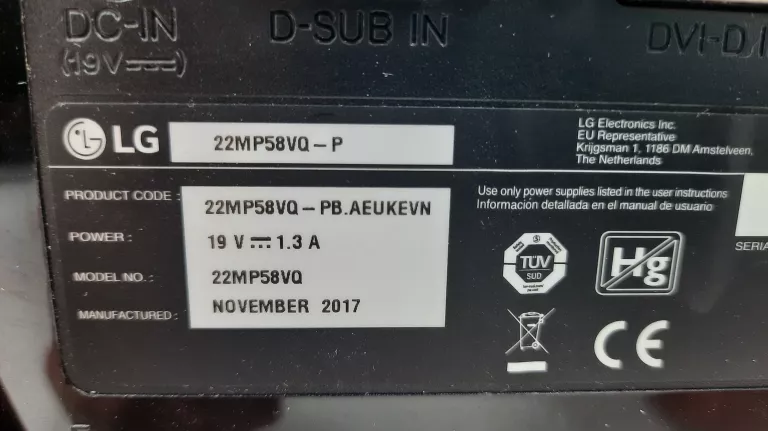 DC-IN
(19V⎓)
D-SUB IN
DVI-D
LG
22MP58VQ-P
LG Electronics Inc.
EU Representative
Krijgsman 1, 1186 DM Amstelveen,
The Netherlands
PRODUCT CODE :
22MP58VQ-PB.AEUKEVN
POWER :
19 V ⎓ 1.3 A
MODEL NO. :
22MP58VQ
MANUFACTURED :
NOVEMBER 2017
Use only power supplies listed in the user instructions
Información detallada en el manual de usuario
TÜV
SUD
Hg
SERIA
CE